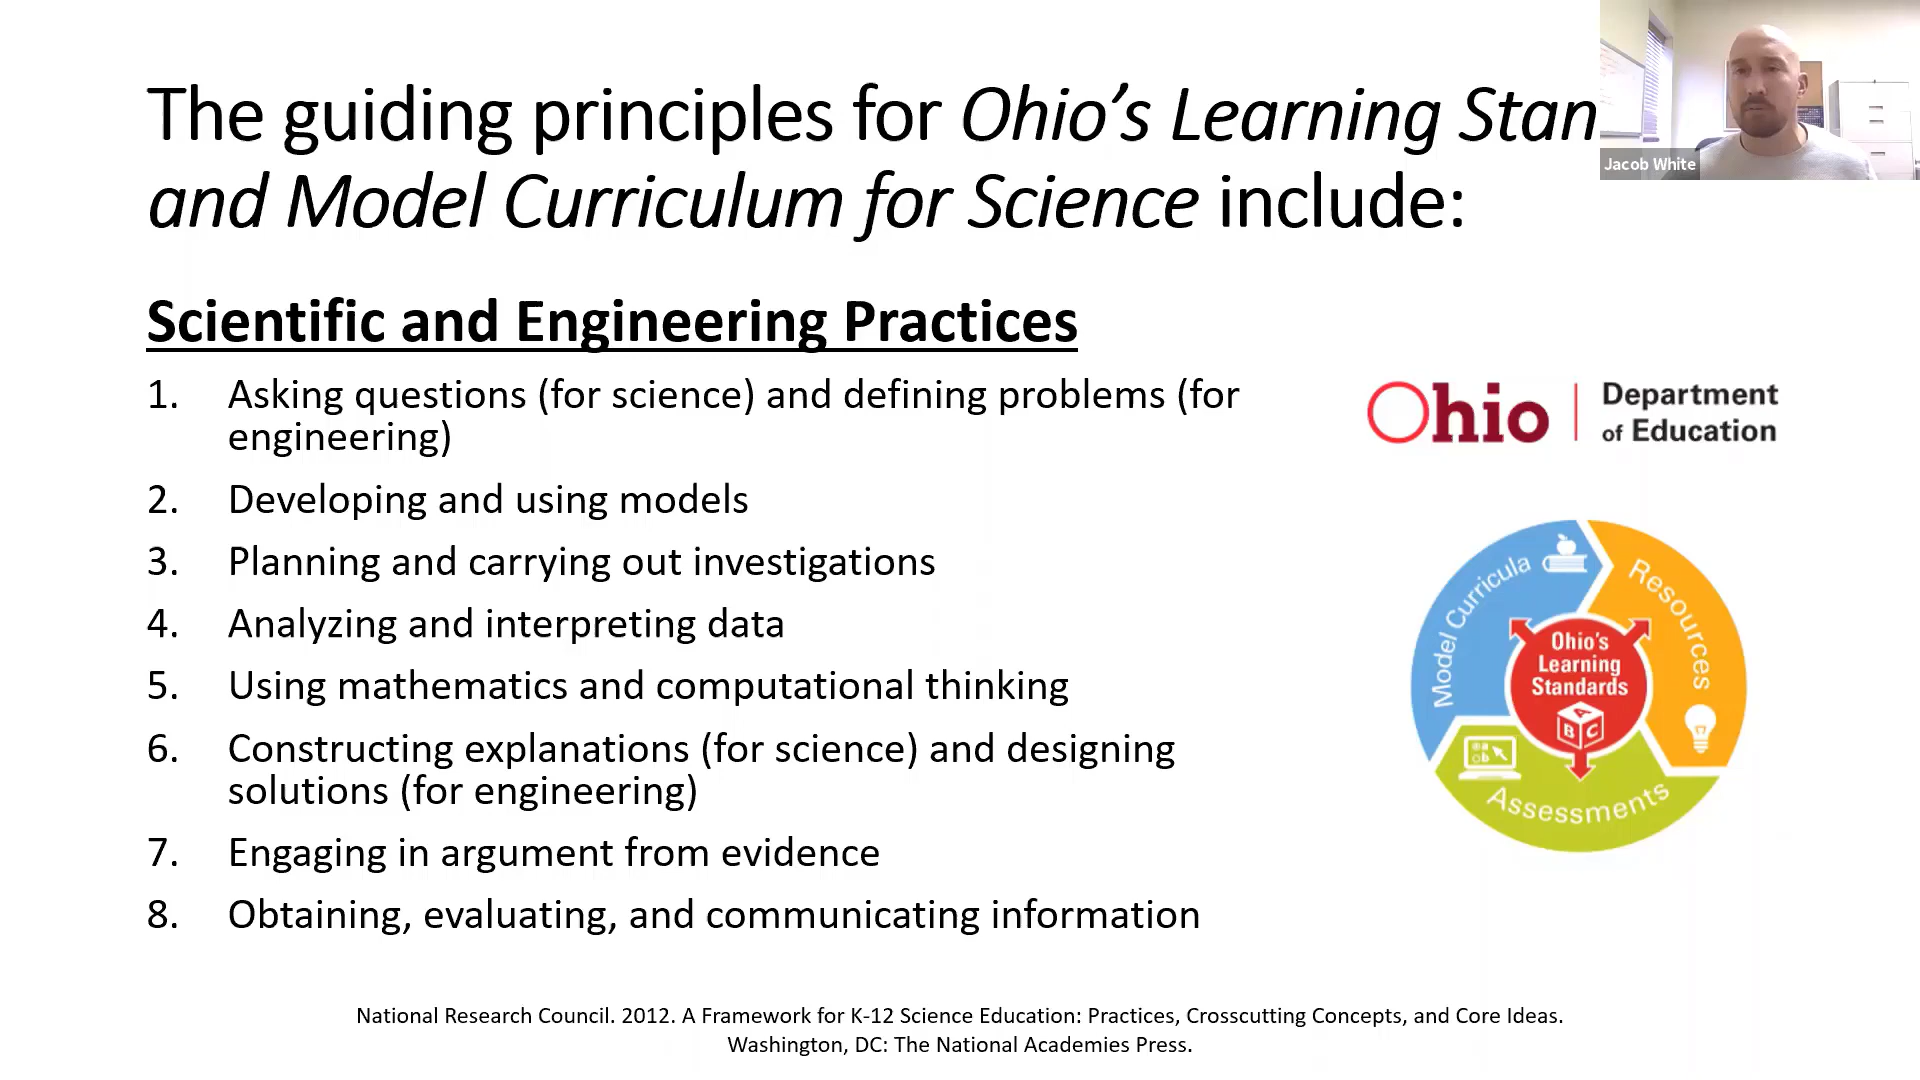 The guiding principles for Ohio’s Learning Stan
and Model Curriculum for Science include:
Jacob White
Scientific and Engineering Practices
1. Asking questions (for science) and defining problems (for
engineering)
2. Developing and using models
3. Planning and carrying out investigations
4. Analyzing and interpreting data
5. Using mathematics and computational thinking
6. Constructing explanations (for science) and designing
solutions (for engineering)
7. Engaging in argument from evidence
8. Obtaining, evaluating, and communicating information
Ohio Department
of Education
Model Curricula
Resources
Ohio's
Learning
Standards
A
B C
a
b
Assessments
National Research Council. 2012. A Framework for K-12 Science Education: Practices, Crosscutting Concepts, and Core Ideas.
Washington, DC: The National Academies Press.